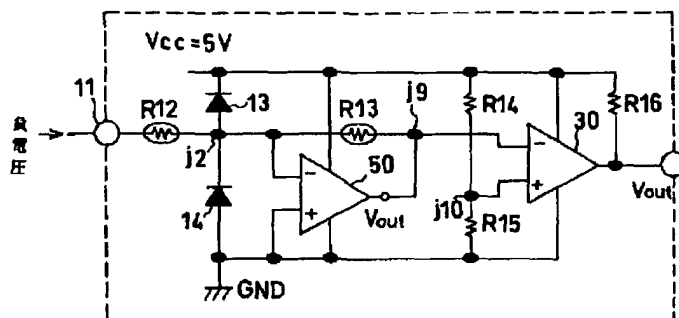 Vcc=5V
11
R12
13
R13
j9
R14
R16
30
負電圧
j2
50
14
Vout
j10
R15
Vout
GND